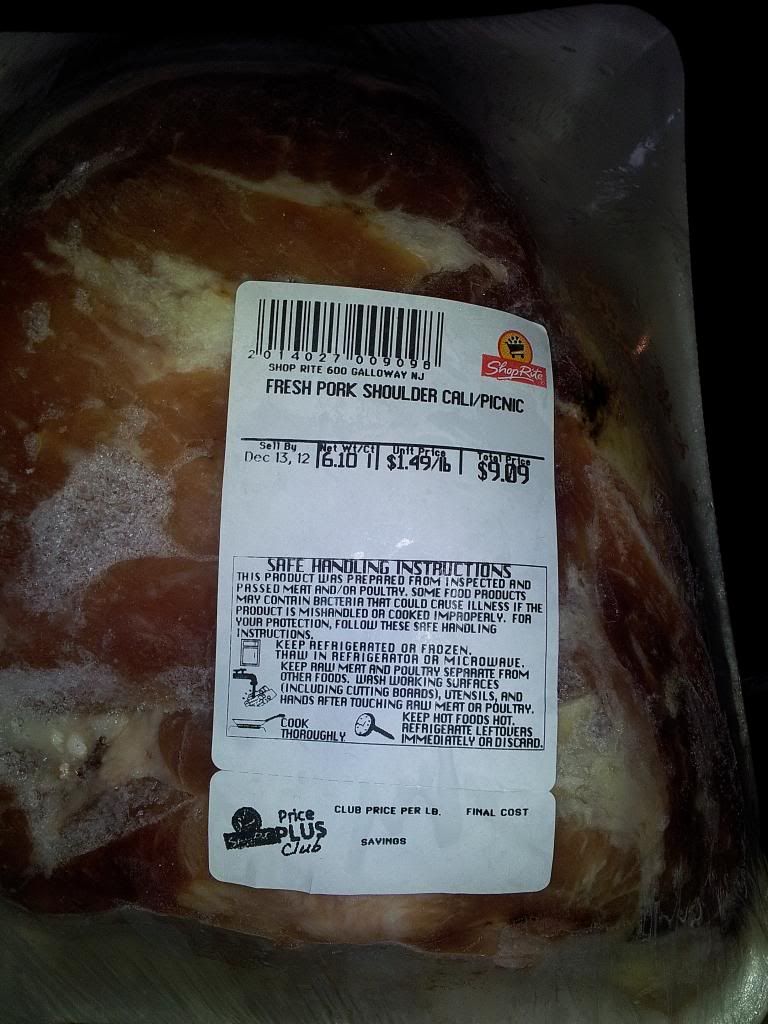 2 014027 009096
SHOP RITE 600 GALLOWAY NJ
ShopRite
FRESH PORK SHOULDER CALI/PICNIC
Sell By Net Wt/Ct Unit Price Total Price
Dec 13, 12 6.10 $1.49/lb $9.09
SAFE HANDLING INSTRUCTIONS
THIS PRODUCT WAS PREPARED FROM INSPECTED AND
PASSED MEAT AND/OR POULTRY. SOME FOOD PRODUCTS
MAY CONTAIN BACTERIA THAT COULD CAUSE ILLNESS IF THE
PRODUCT IS MISHANDLED OR COOKED IMPROPERLY. FOR
YOUR PROTECTION, FOLLOW THESE SAFE HANDLING
INSTRUCTIONS.
KEEP REFRIGERATED OR FROZEN.
THAW IN REFRIGERATOR OR MICROWAVE.
KEEP RAW MEAT AND POULTRY SEPARATE FROM
OTHER FOODS. WASH WORKING SURFACES
(INCLUDING CUTTING BOARDS), UTENSILS, AND
HANDS AFTER TOUCHING RAW MEAT OR POULTRY.
COOK
THOROUGHLY
KEEP HOT FOODS HOT.
REFRIGERATE LEFTOVERS
IMMEDIATELY OR DISCARD.
Price
PLUS
Club
CLUB PRICE PER LB. FINAL COST
SAVINGS